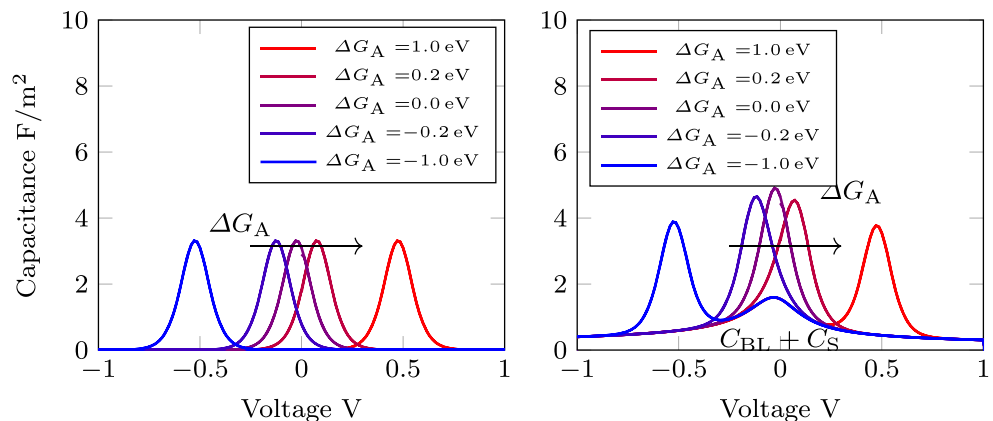 Capacitance F/m²
10
8
6
4
2
0
−1
−0.5
0
0.5
1
Voltage V
ΔG_A =1.0 eV
ΔG_A =0.2 eV
ΔG_A =0.0 eV
ΔG_A =−0.2 eV
ΔG_A =−1.0 eV
ΔG_A
10
8
6
4
2
0
−1
−0.5
0
0.5
1
Voltage V
ΔG_A =1.0 eV
ΔG_A =0.2 eV
ΔG_A =0.0 eV
ΔG_A =−0.2 eV
ΔG_A =−1.0 eV
ΔG_A
C_BL + C_S